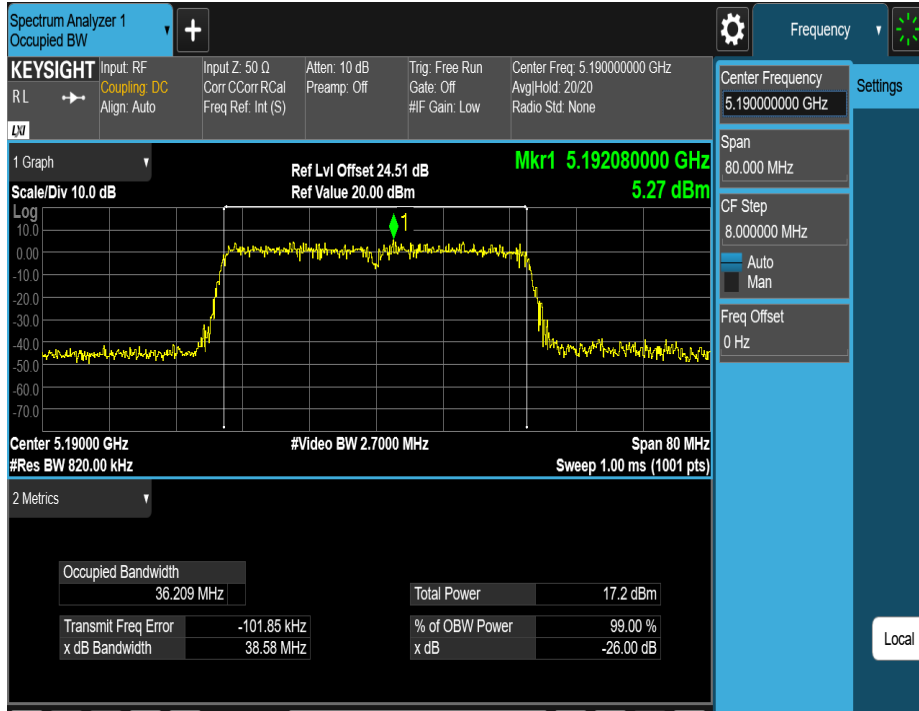 Spectrum Analyzer 1
Occupied BW
+
Frequency
KEYSIGHT
R L
LXI
Input: RF
Coupling: DC
Align: Auto
Input Z: 50 Ω
Corr CCorr RCal
Freq Ref: Int (S)
Atten: 10 dB
Preamp: Off
Trig: Free Run
Gate: Off
#IF Gain: Low
Center Freq: 5.190000000 GHz
Avg|Hold: 20/20
Radio Std: None
1 Graph
Scale/Div 10.0 dB
Ref Lvl Offset 24.51 dB
Ref Value 20.00 dBm
Mkr1 5.192080000 GHz
5.27 dBm
Log
10.0
0.00
-10.0
-20.0
-30.0
-40.0
-50.0
-60.0
-70.0
1
Center 5.19000 GHz
#Video BW 2.7000 MHz
Span 80 MHz
#Res BW 820.00 kHz
Sweep 1.00 ms (1001 pts)
2 Metrics
Occupied Bandwidth
36.209 MHz
Total Power 17.2 dBm
Transmit Freq Error -101.85 kHz
% of OBW Power 99.00 %
x dB Bandwidth 38.58 MHz
x dB -26.00 dB
Center Frequency
5.190000000 GHz
Span
80.000 MHz
CF Step
8.000000 MHz
Auto
Man
Freq Offset
0 Hz
Settings
Local